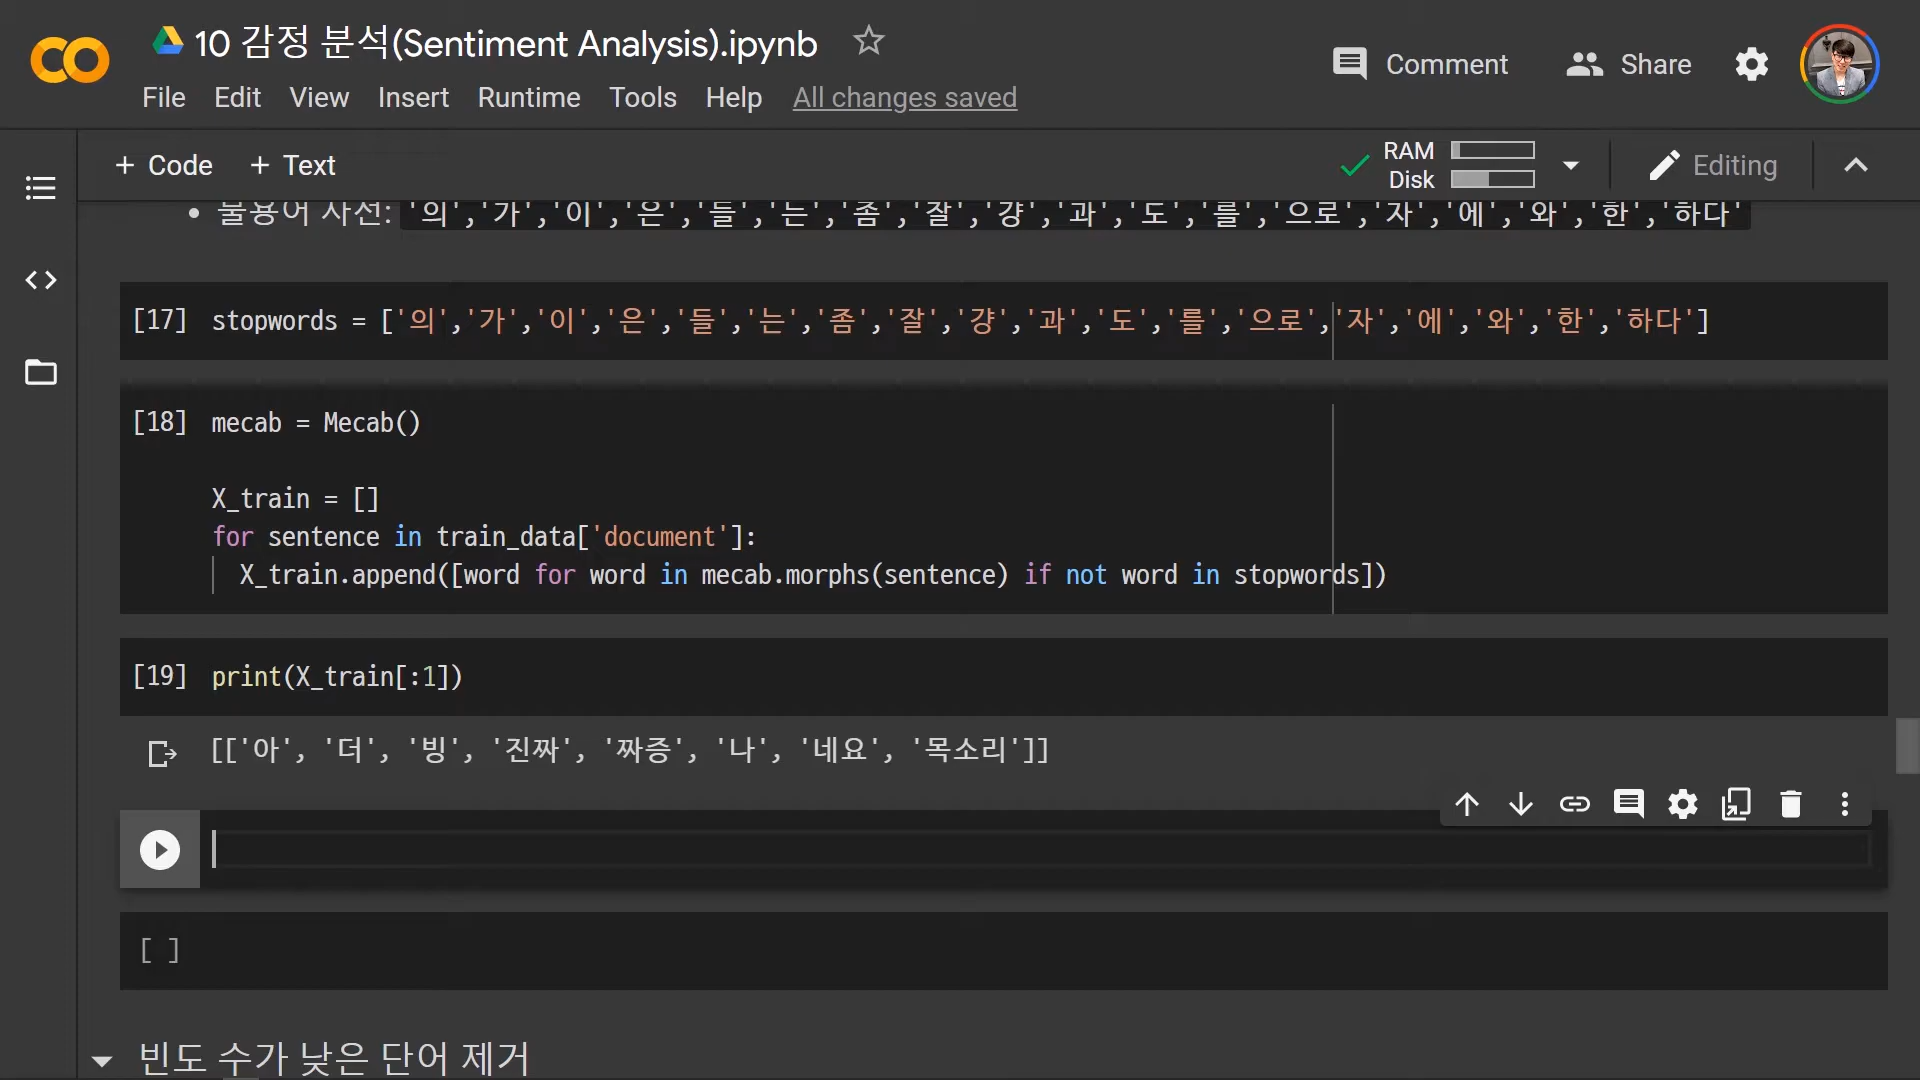 10 감정 분석(Sentiment Analysis).ipynb
Comment
Share
File Edit View Insert Runtime Tools Help All changes saved
+ Code + Text
RAM
Disk
Editing
불용어 사전: '의','가','이','은','들','는','좀','잘','걍','과','도','를','으로','자','에','와','한','하다'
[17] stopwords = ['의','가','이','은','들','는','좀','잘','걍','과','도','를','으로','자','에','와','한','하다']
[18] mecab = Mecab()
X_train = []
for sentence in train_data['document']:
X_train.append([word for word in mecab.morphs(sentence) if not word in stopwords])
[19] print(X_train[:1])
[['아', '더', '빙', '진짜', '짜증', '나', '네요', '목소리']]
[ ]
빈도 수가 낮은 단어 제거